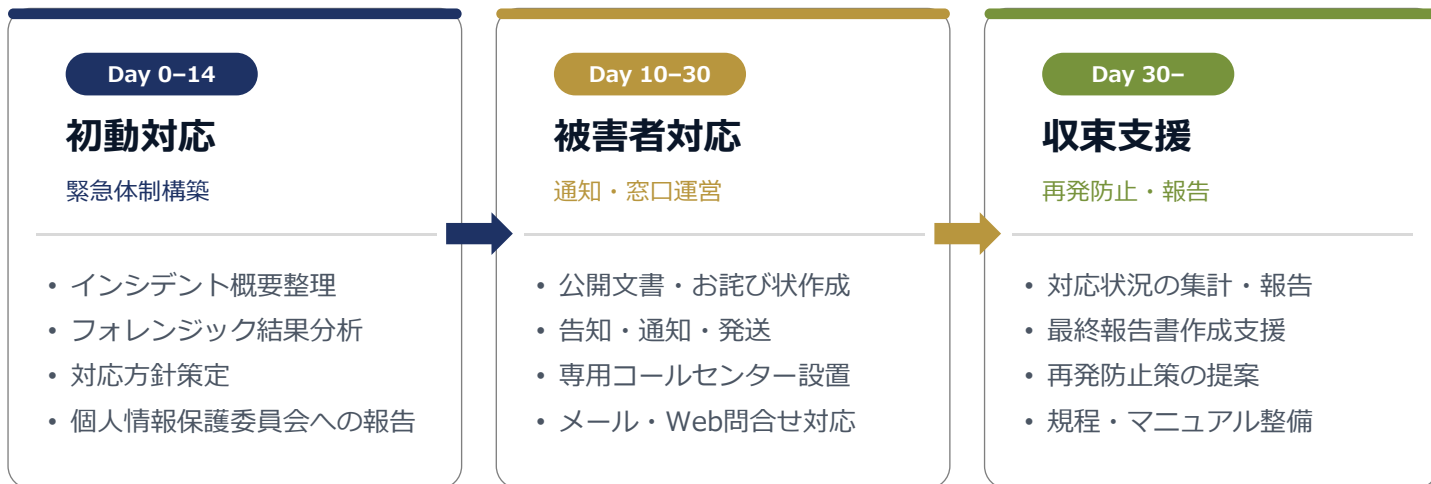 Day 0–14
初動対応
緊急体制構築
• インシデント概要整理
• フォレンジック結果分析
• 対応方針策定
• 個人情報保護委員会への報告
Day 10–30
被害者対応
通知・窓口運営
• 公開文書・お詫び状作成
• 告知・通知・発送
• 専用コールセンター設置
• メール・Web問合せ対応
Day 30–
収束支援
再発防止・報告
• 対応状況の集計・報告
• 最終報告書作成支援
• 再発防止策の提案
• 規程・マニュアル整備